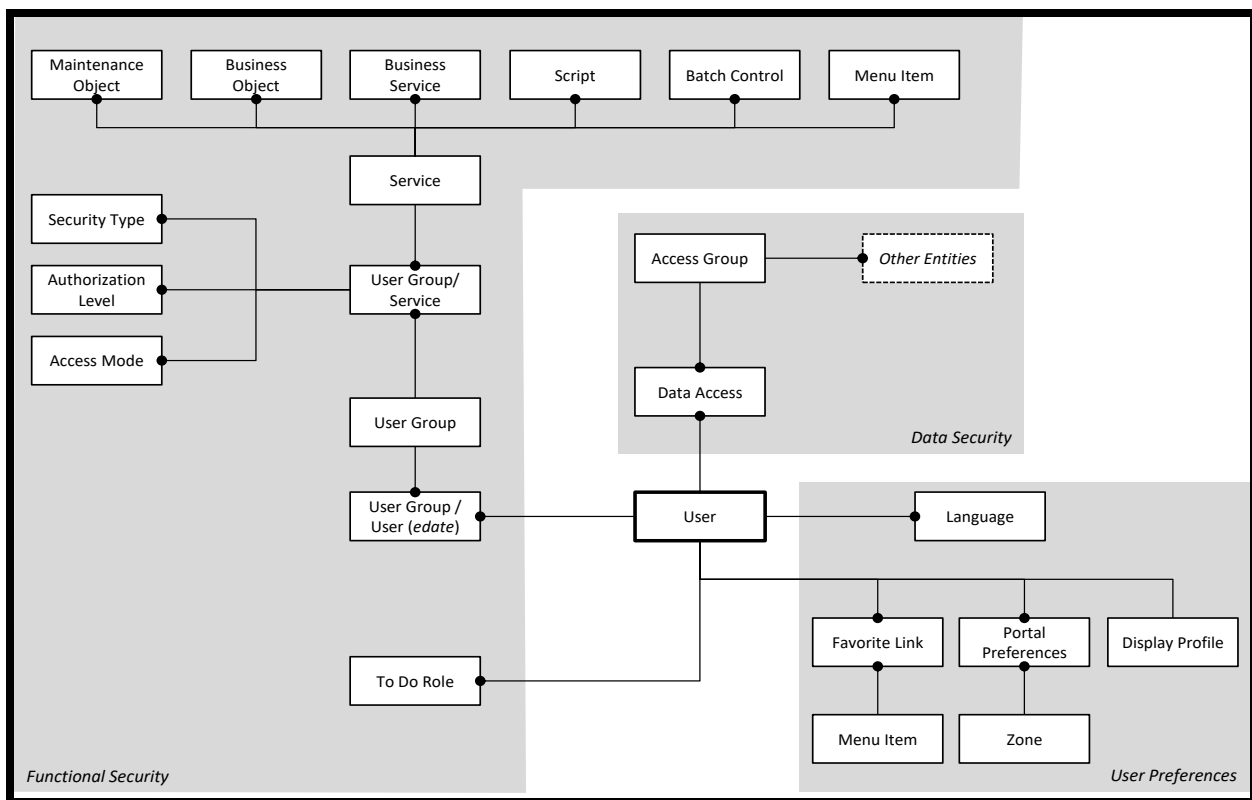 Maintenance
Object
Business
Object
Business
Service
Script
Batch Control
Menu Item
Service
Security Type
Authorization
Level
Access Mode
User Group/
Service
User Group
User Group /
User (edate)
To Do Role
Functional Security
Access Group
Other Entities
Data Access
Data Security
User
Language
Favorite Link
Portal
Preferences
Display Profile
Menu Item
Zone
User Preferences